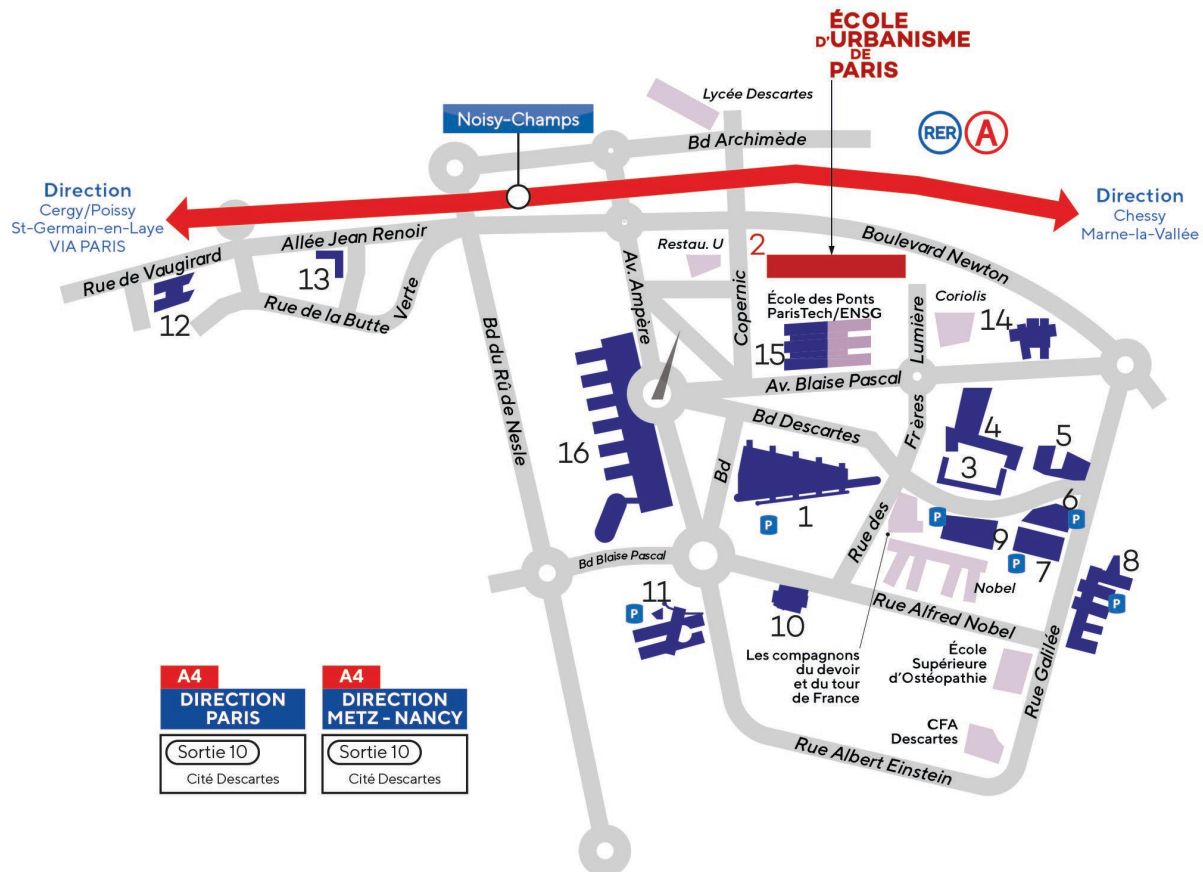 ÉCOLE
D'URBANISME
DE
PARIS
Lycée Descartes
Noisy-Champs
Bd Archimède
RER A
Direction
Cergy/Poissy
St-Germain-en-Laye
VIA PARIS
Direction
Chessy
Marne-la-Vallée
Allée Jean Renoir
Rue de Vaugirard
13
12
Rue de la Butte Verte
Restau. U
2
Boulevard Newton
Av. Ampère
Copernic
École des Ponts
ParisTech/ENSG
15
Lumière
Coriolis
14
Bd du Rû de Nesle
Av. Blaise Pascal
Bd Descartes
Frères
4
5
3
16
Bd
1
P
Rue des
P
9
6
P
7
P
8
P
Bd Blaise Pascal
11
P
10
Nobel
Rue Alfred Nobel
Les compagnons
du devoir
et du tour
de France
École
Supérieure
d'Ostéopathie
Rue Galilée
CFA
Descartes
Rue Albert Einstein
A4
DIRECTION
PARIS
Sortie 10
Cité Descartes
A4
DIRECTION
METZ - NANCY
Sortie 10
Cité Descartes